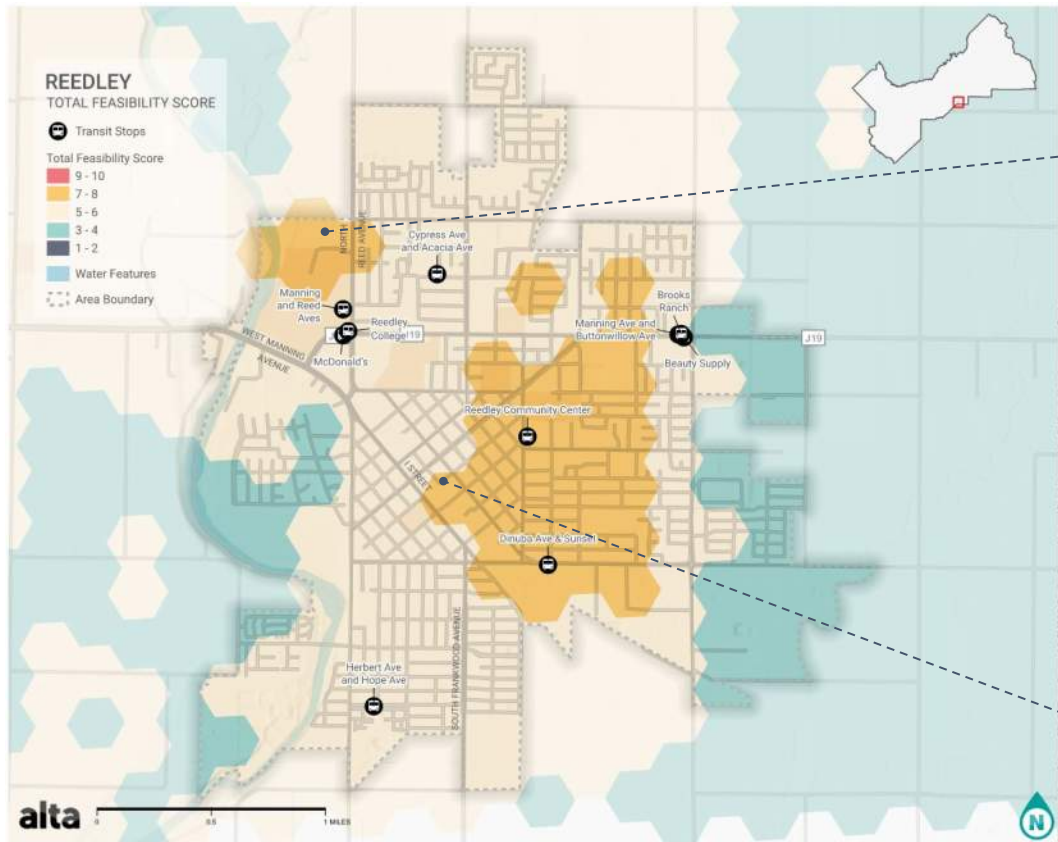 REEDLEY
TOTAL FEASIBILITY SCORE
Transit Stops
Total Feasibility Score
9 - 10
7 - 8
5 - 6
3 - 4
1 - 2
Water Features
Area Boundary
NORTH
REED AVENUE
Cypress Ave
and Acacia Ave
Manning
and Reed
Aves
Reedley
College
J19
McDonald's
WEST MANNING
AVENUE
Brooks
Ranch
Manning Ave and
Buttonwillow Ave
Beauty Supply
J19
Reedley Community Center
I STREET
Dinuba Ave & Sunset
SOUTH FRANKWOOD AVENUE
Herbert Ave
and Hope Ave
alta
0
0.5
1 MILES
N